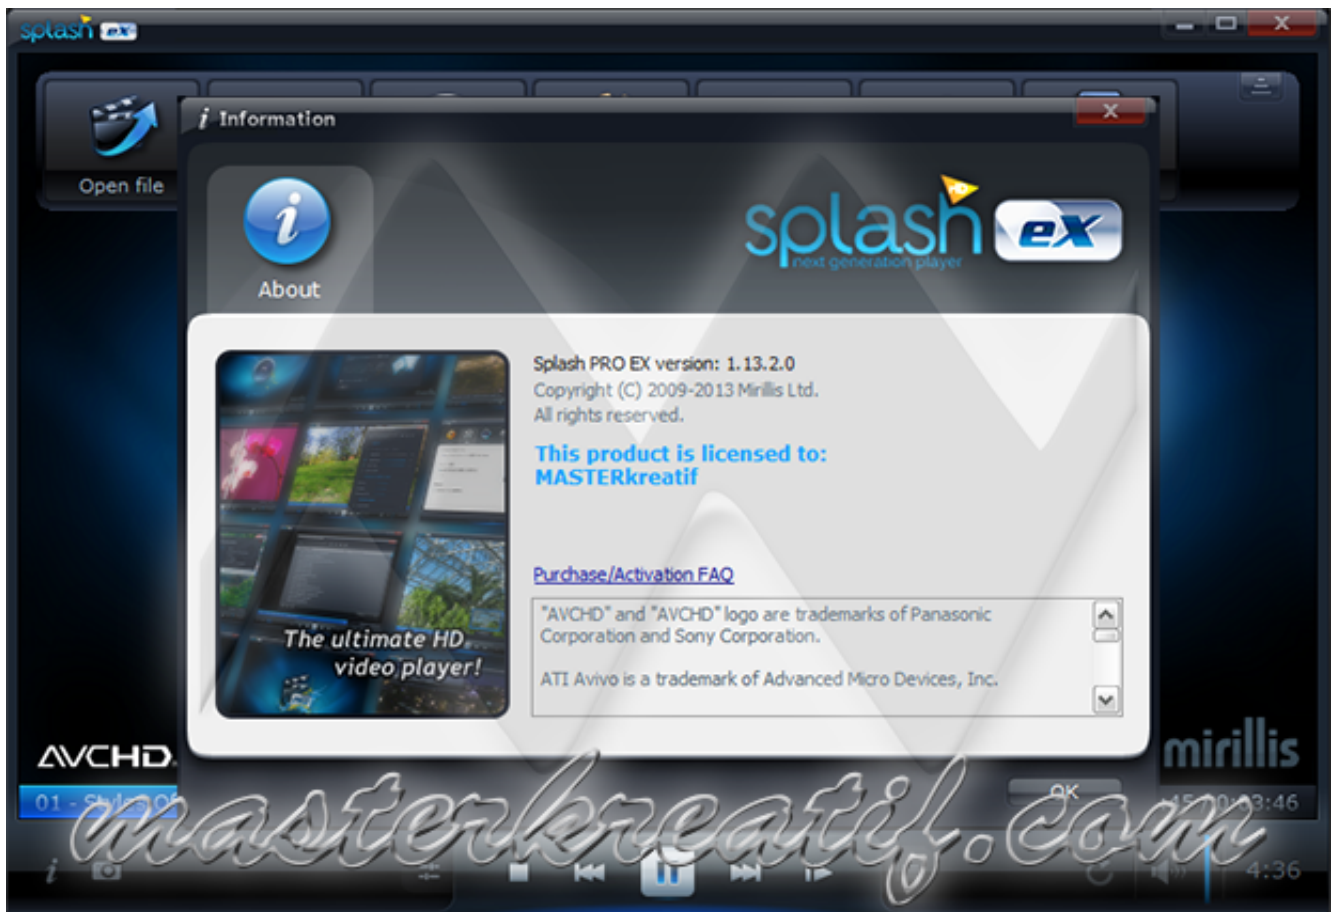 splash ex
Open file
i Information
About
HD
splash ex
next generation player
Splash PRO EX version: 1.13.2.0
Copyright (C) 2009-2013 Mirillis Ltd.
All rights reserved.
This product is licensed to:
MASTERkreatif
Purchase/Activation FAQ
"AVCHD" and "AVCHD" logo are trademarks of Panasonic
Corporation and Sony Corporation.
ATI Avivo is a trademark of Advanced Micro Devices, Inc.
The ultimate HD
video player!
AVCHD
mirillis
OK
01 -
masterkreatif.com
4:36